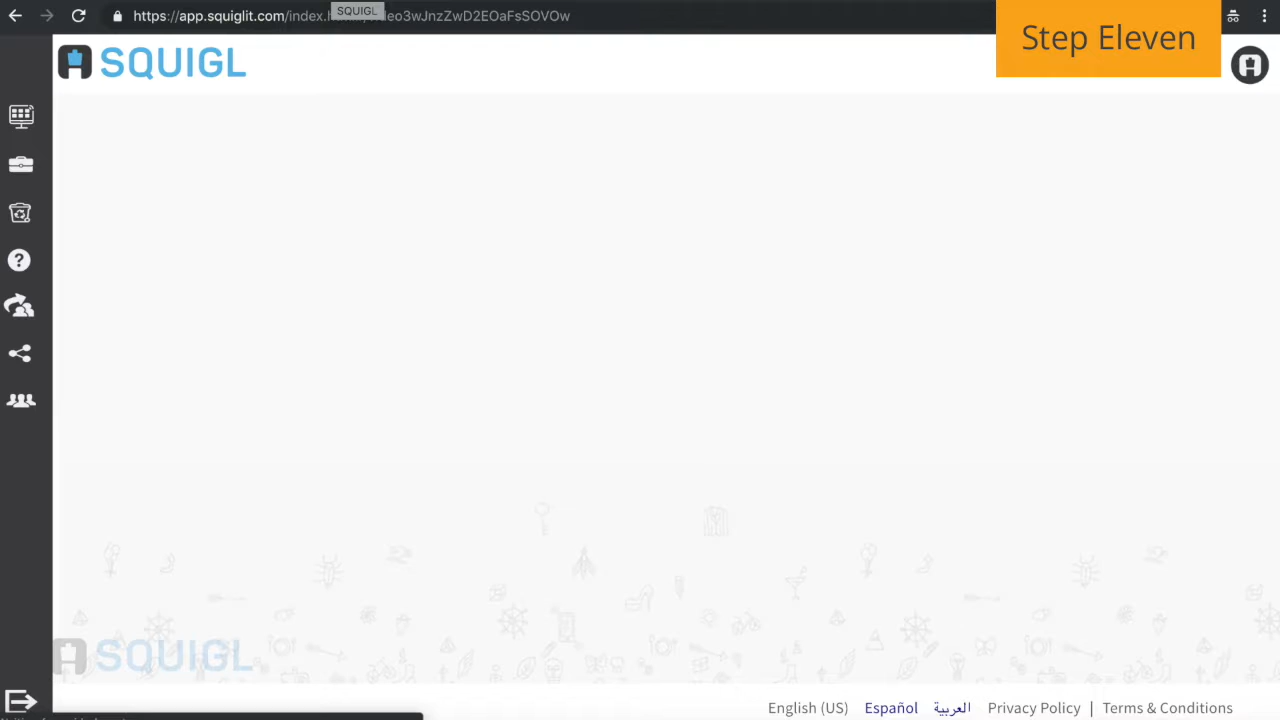 https://app.squiglit.com/index.h
SQUIGL
eo3wJnzZwD2EOaFsSOVOw
Step Eleven
SQUIGL
SQUIGL
English (US) Español العربية Privacy Policy | Terms & Conditions